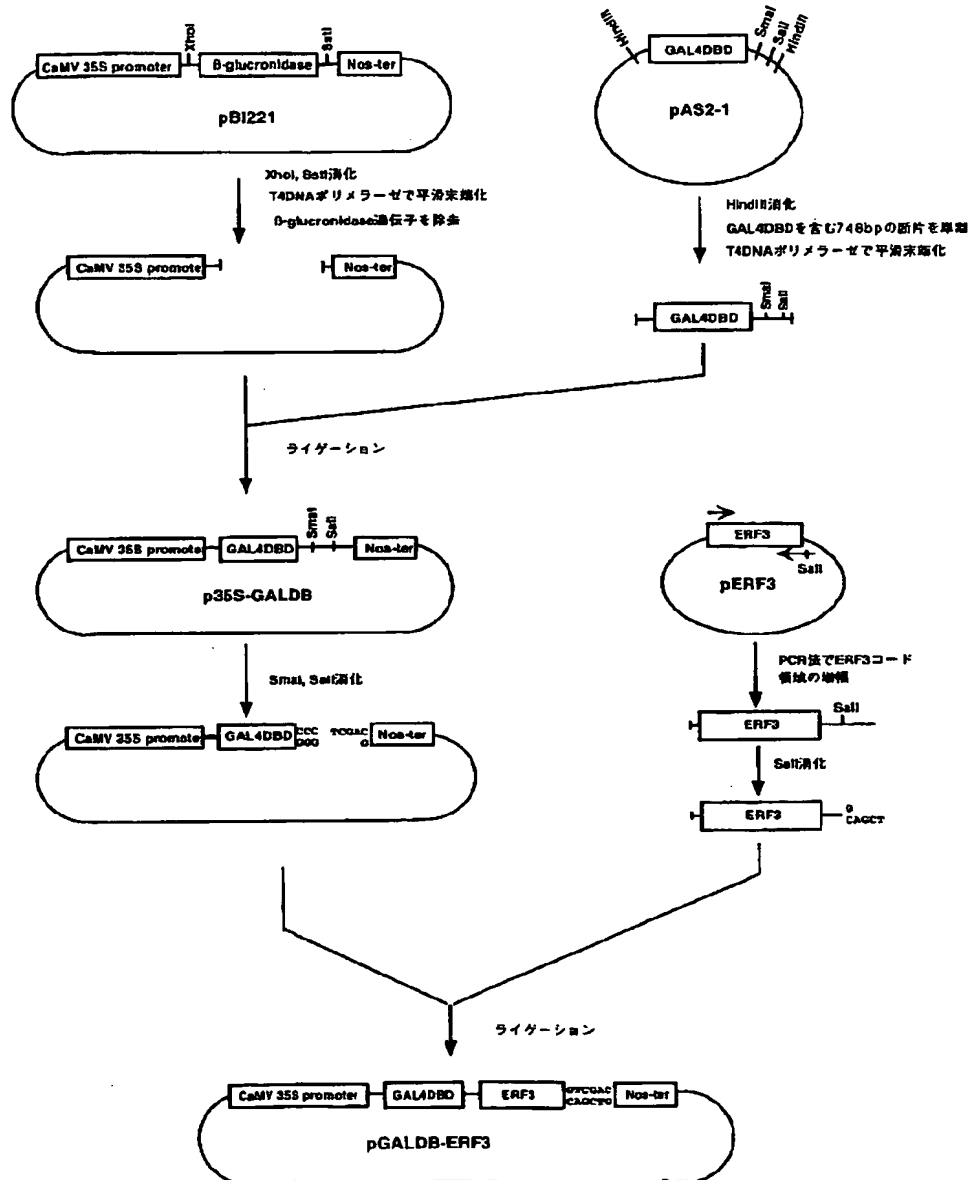 XhoI
SstI
CaMV 35S promoter
B-glucronidase
Nos-ter
pBI221
HindIII
GAL4DBD
SmaI
SalI
HindIII
pAS2-1
XhoI, SstI消化
T4DNAポリメラーゼで平滑末端化
B-glucronidase遺伝子を除去
HindIII消化
GAL4DBDを含む748bpの断片を単離
T4DNAポリメラーゼで平滑末端化
CaMV 35S promote
Nos-ter
GAL4DBD
SmaI
SalI
ライゲーション
CaMV 35S promote
GAL4DBD
SmaI
SalI
Nos-ter
p35S-GALDB
ERF3
SalI
pERF3
SmaI, SalI消化
PCR法でERF3コード
領域の増幅
CaMV 35S promote
GAL4DBD
CCC
GGG
TCGAC
G
Nos-ter
ERF3
SalI
SalI消化
ERF3
G
CAGCT
ライゲーション
CaMV 35S promoter
GAL4DBD
ERF3
GTCGAC
CAGCTG
Nos-ter
pGALDB-ERF3